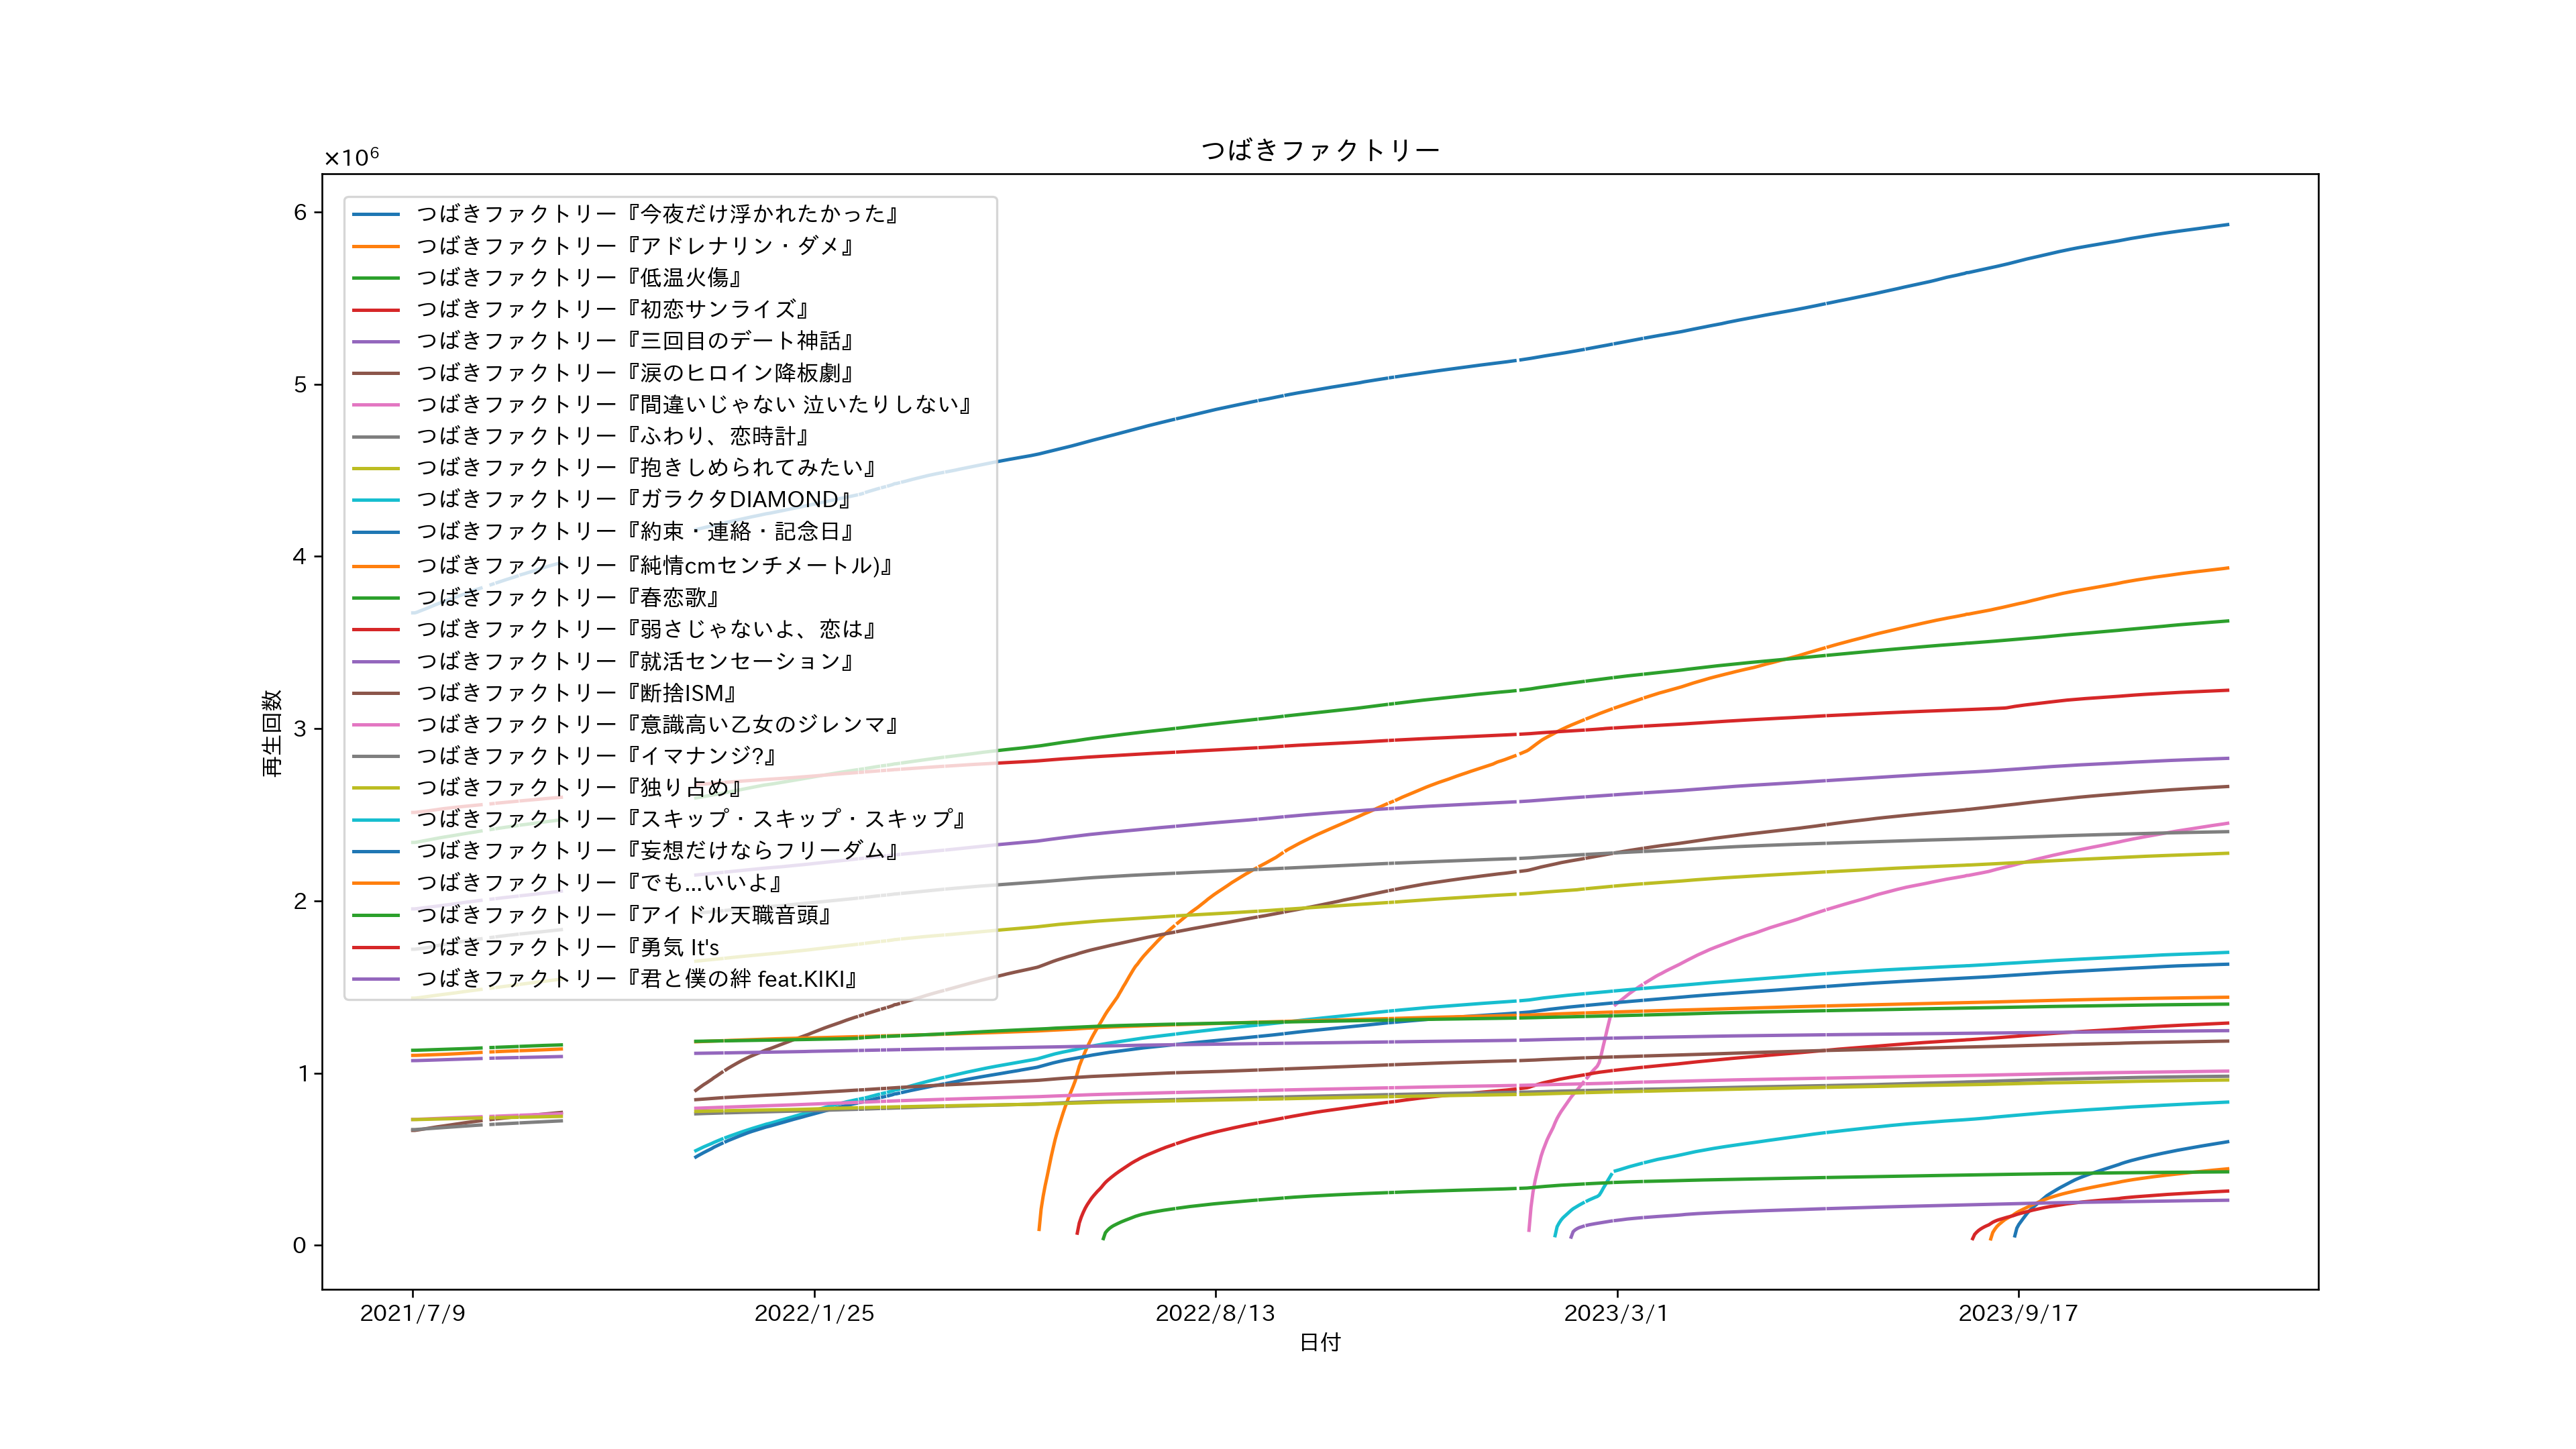 つばきファクトリー
×10⁶
6
5
4
3
2
1
0
再生回数
つばきファクトリー『今夜だけ浮かれたかった』
つばきファクトリー『アドレナリン・ダメ』
つばきファクトリー『低温火傷』
つばきファクトリー『初恋サンライズ』
つばきファクトリー『三回目のデート神話』
つばきファクトリー『涙のヒロイン降板劇』
つばきファクトリー『間違いじゃない 泣いたりしない』
つばきファクトリー『ふわり、恋時計』
つばきファクトリー『抱きしめられてみたい』
つばきファクトリー『ガラクタDIAMOND』
つばきファクトリー『約束・連絡・記念日』
つばきファクトリー『純情cmセンチメートル)』
つばきファクトリー『春恋歌』
つばきファクトリー『弱さじゃないよ、恋は』
つばきファクトリー『就活センセーション』
つばきファクトリー『断捨ISM』
つばきファクトリー『意識高い乙女のジレンマ』
つばきファクトリー『イマナンジ?』
つばきファクトリー『独り占め』
つばきファクトリー『スキップ・スキップ・スキップ』
つばきファクトリー『妄想だけならフリーダム』
つばきファクトリー『でも...いいよ』
つばきファクトリー『アイドル天職音頭』
つばきファクトリー『勇気 It's
つばきファクトリー『君と僕の絆 feat.KIKI』
2021/7/9
2022/1/25
2022/8/13
2023/3/1
2023/9/17
日付